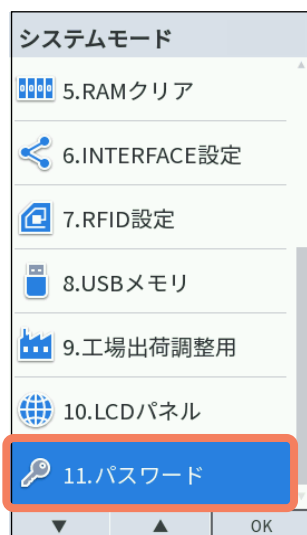 システムモード
5.RAMクリア
6.INTERFACE設定
7.RFID設定
8.USBメモリ
9.工場出荷調整用
10.LCDパネル
11.パスワード
▼ ▲ OK